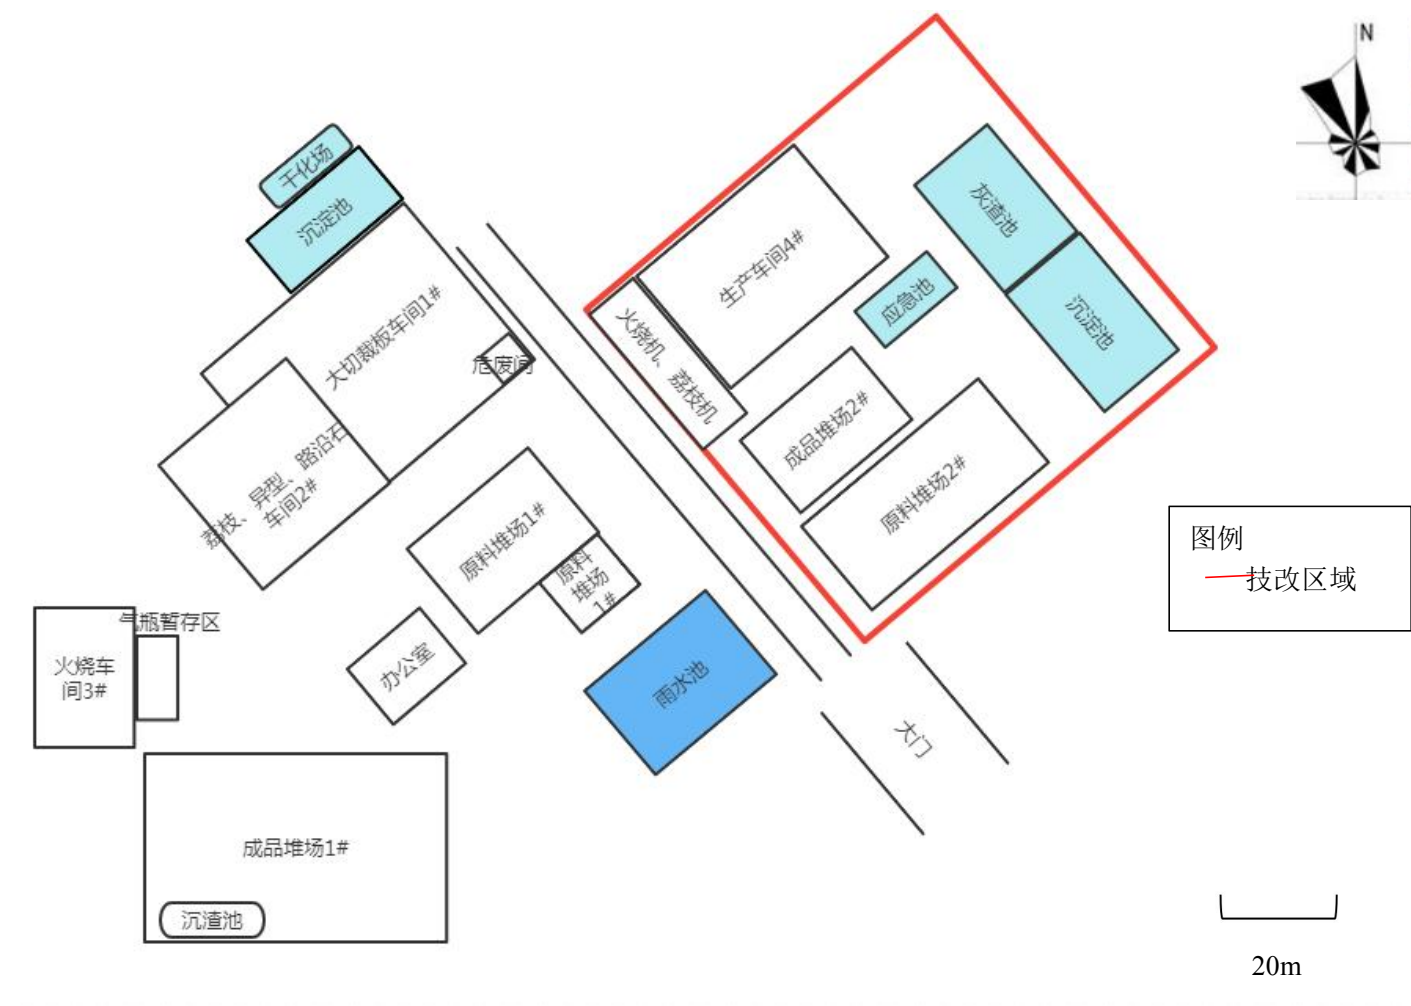 N
干化场
沉淀池
大切裁板车间1#
危废间
荔枝、异型、路沿石
车间2#
生产车间4#
火烧机、荔枝机
灰渣池
应急池
沉淀池
成品堆场2#
原料堆场2#
原料堆场1#
原料
堆场
1#
图例
技改区域
气瓶暂存区
火烧车
间3#
办公室
雨水池
大门
成品堆场1#
沉渣池
20m